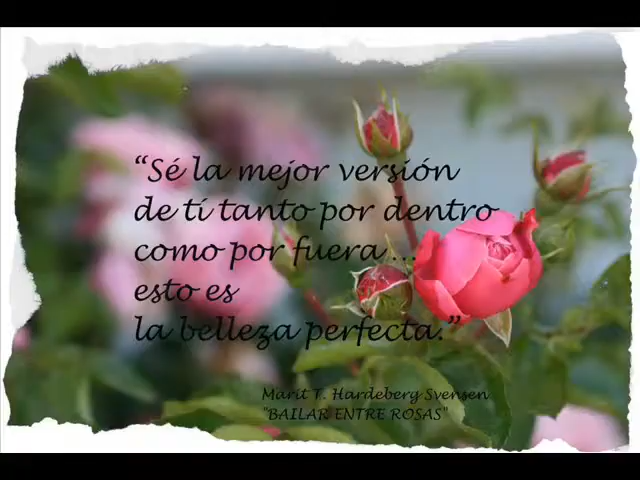 “Sé la mejor versión
de tí tanto por dentro
como por fuera ...
esto es
la belleza perfecta.”
Marit T. Hardeberg Svensen
"BAILAR ENTRE ROSAS"